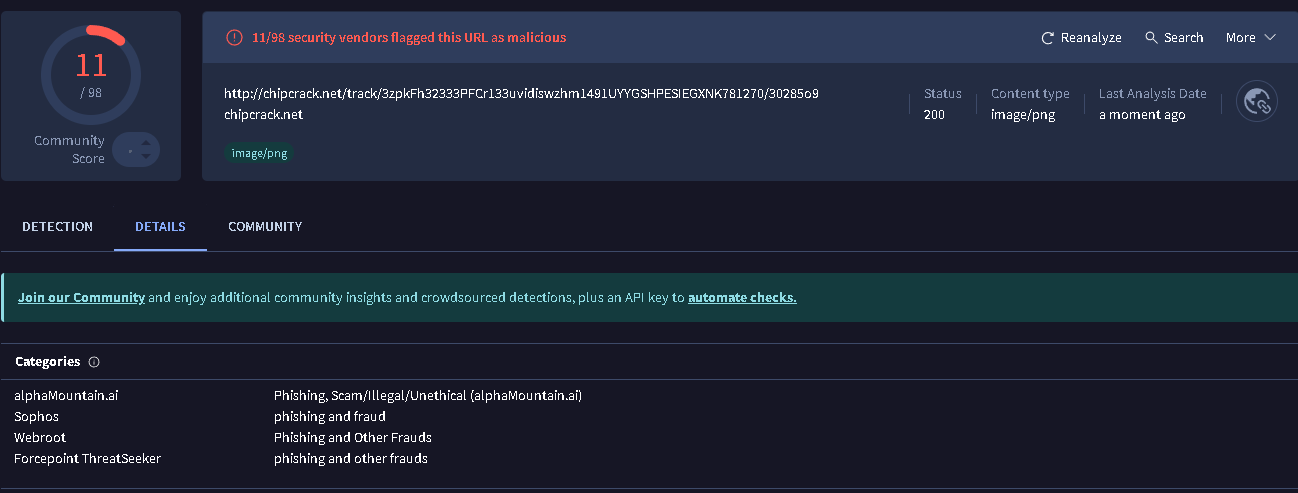 11
/ 98
Community
Score
11/98 security vendors flagged this URL as malicious
Reanalyze
Search
More
http://chipcrack.net/track/3zpkFh32333PFCr133uvidiswzhm1491UYYGSHPESIEGXNK781270/30285o9
chipcrack.net
image/png
Status
200
Content type
image/png
Last Analysis Date
a moment ago
DETECTION
DETAILS
COMMUNITY
Join our Community and enjoy additional community insights and crowdsourced detections, plus an API key to automate checks.
Categories
alphaMountain.ai Phishing, Scam/Illegal/Unethical (alphaMountain.ai)
Sophos phishing and fraud
Webroot Phishing and Other Frauds
Forcepoint ThreatSeeker phishing and other frauds